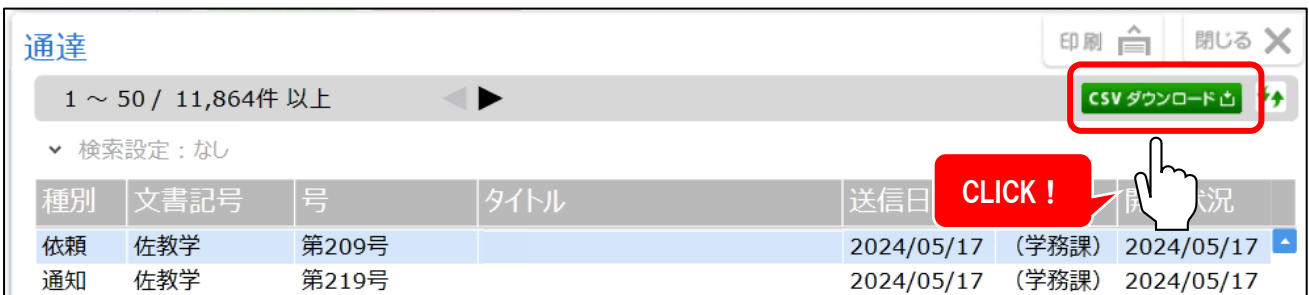 通達
印刷 閉じる
1 ～ 50 / 11,864件 以上
CSV ダウンロード
検索設定：なし
種別 文書記号 号 タイトル 送信日 況
CLICK！
依頼 佐教学 第209号 2024/05/17 （学務課） 2024/05/17
通知 佐教学 第219号 2024/05/17 （学務課） 2024/05/17